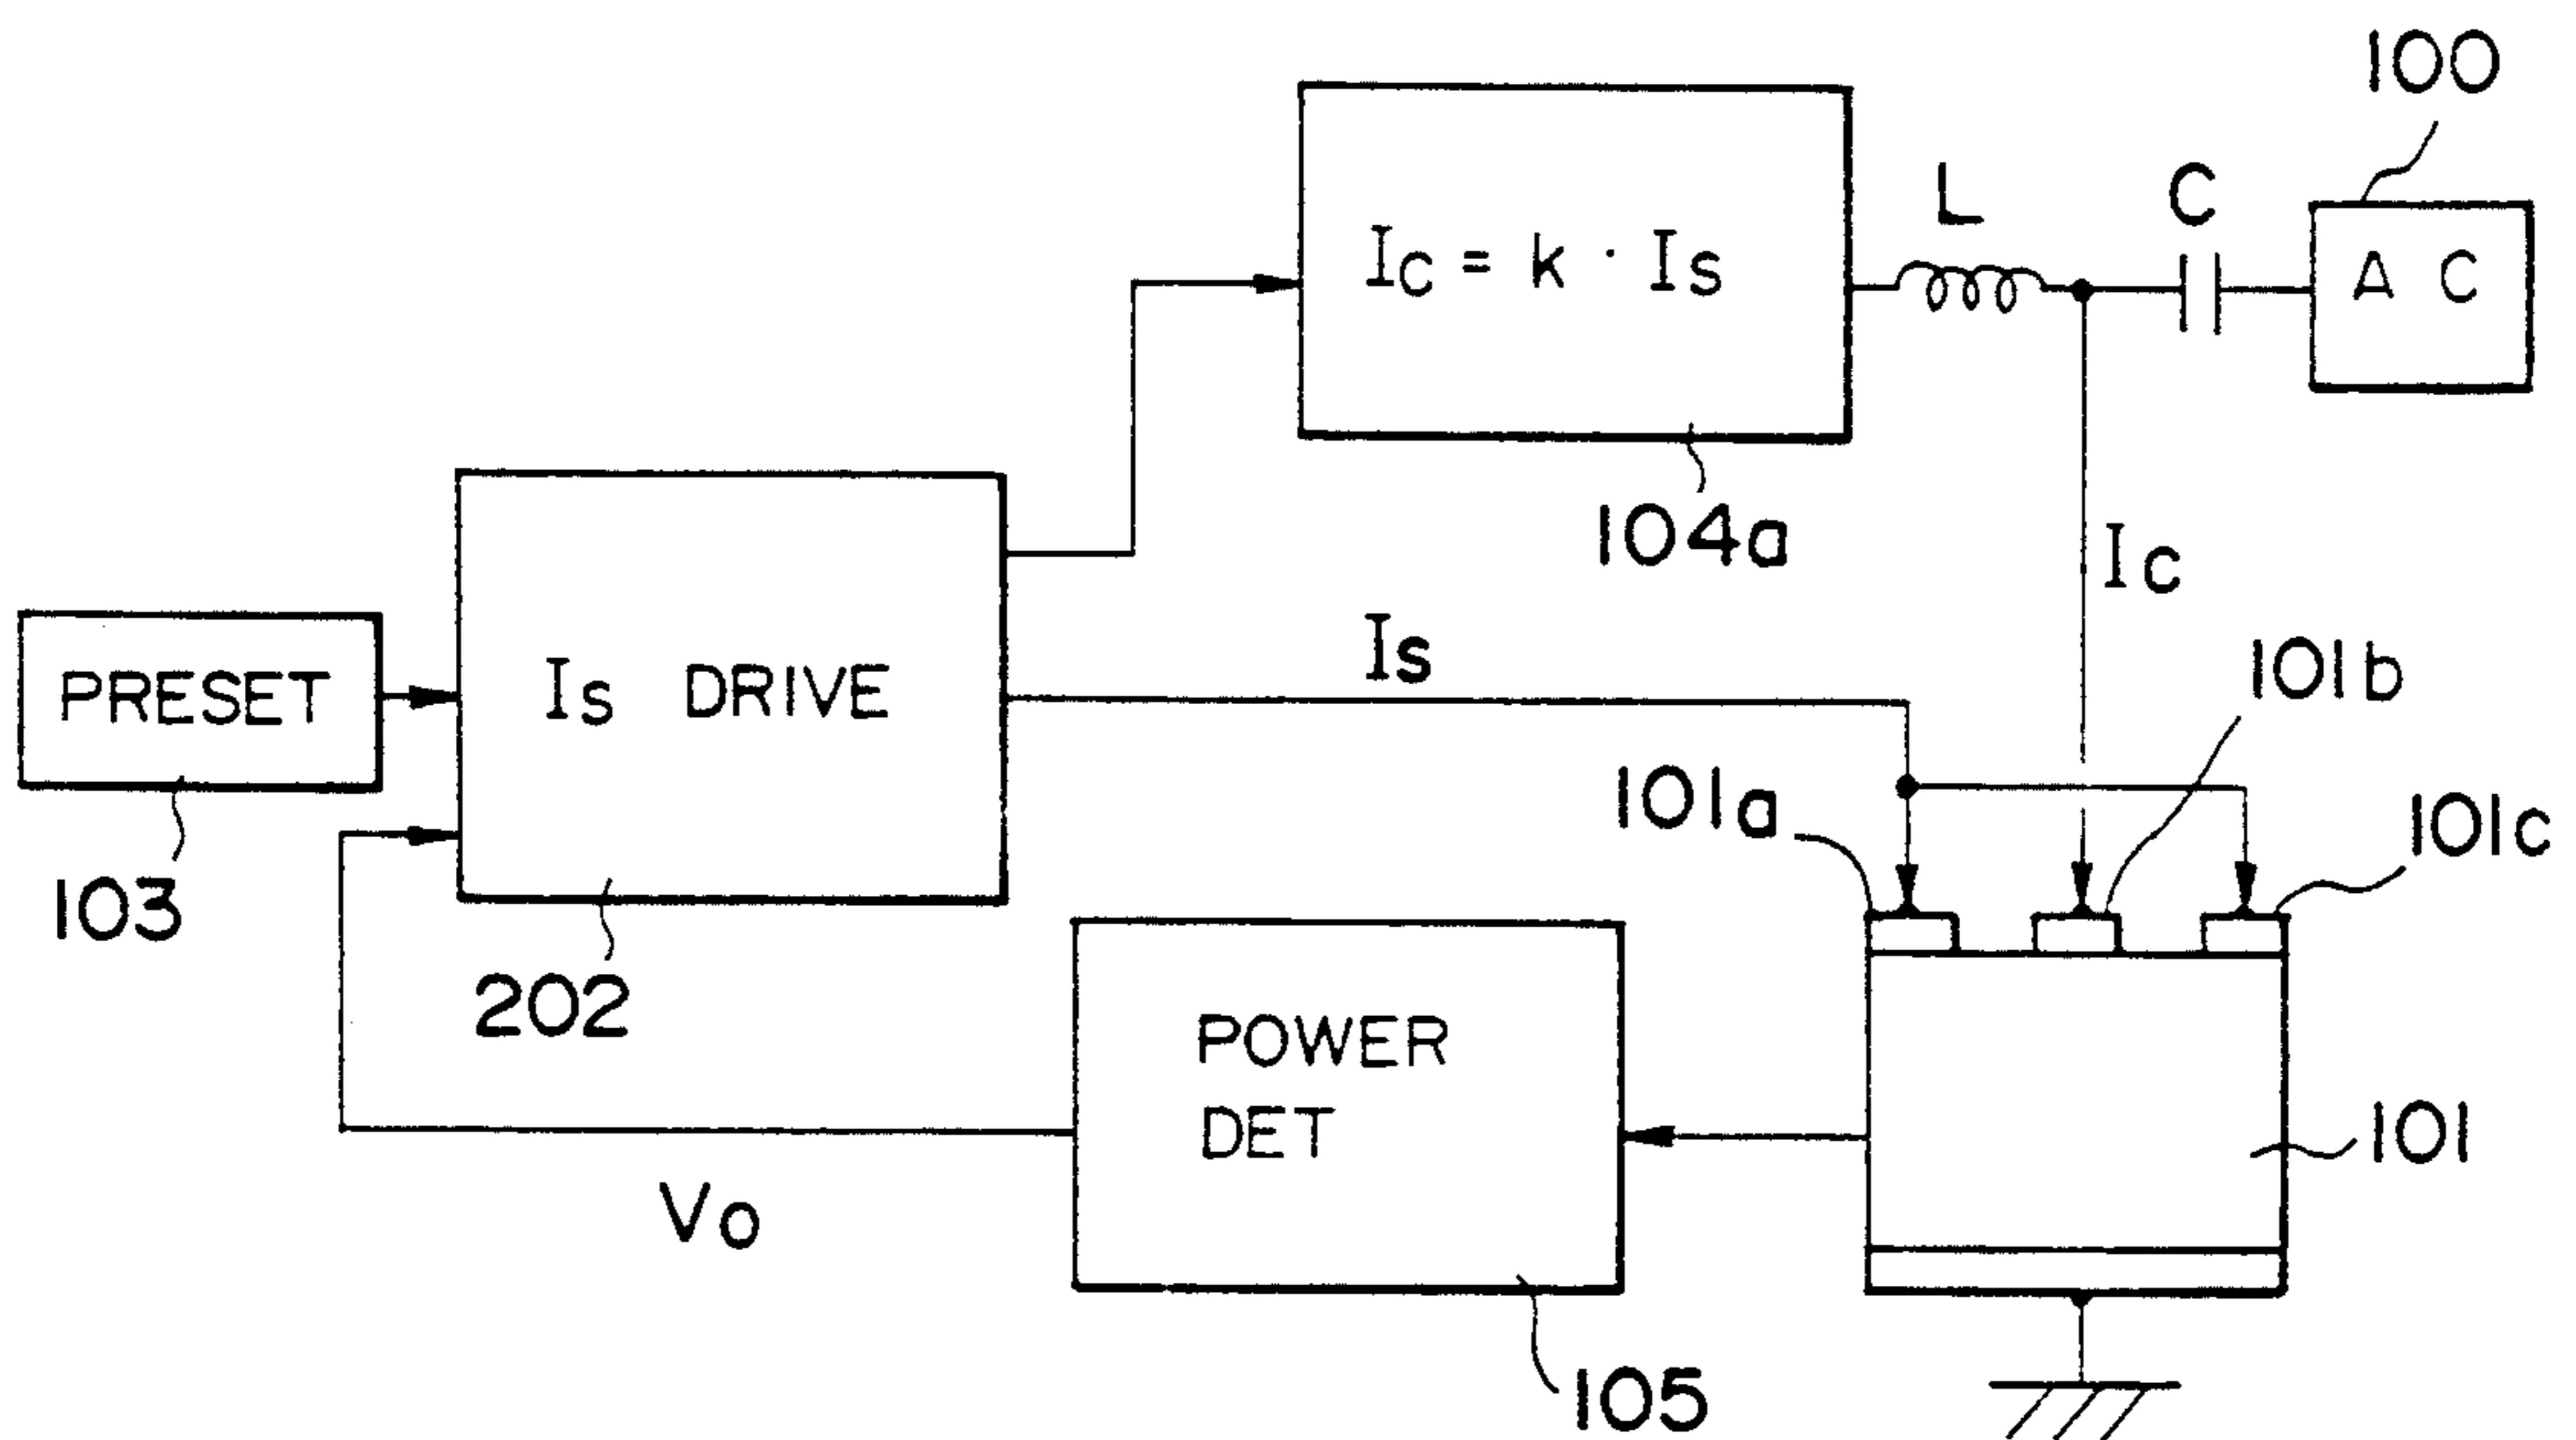 100
L
C
A C
Ic = k · Is
104a
Ic
Is
PRESET
Is DRIVE
101b
101a
101c
103
202
POWER
DET
101
Vo
105